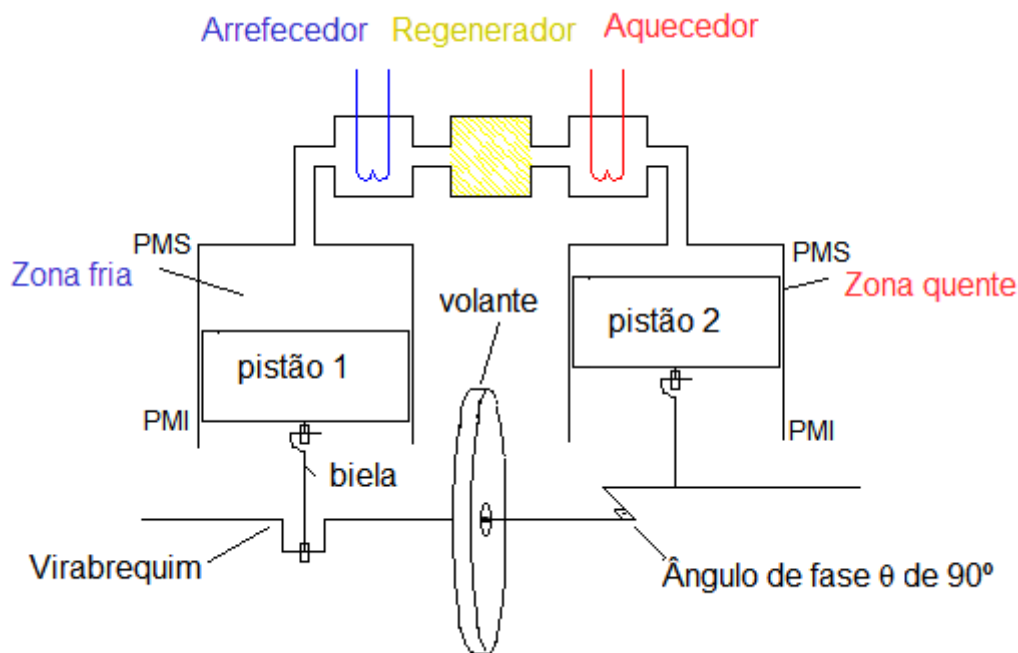 Arrefecedor Regenerador Aquecedor
PMS
PMS
Zona fria
Zona quente
volante
pistão 1
pistão 2
PMI
PMI
biela
Virabrequim
Ângulo de fase θ de 90º